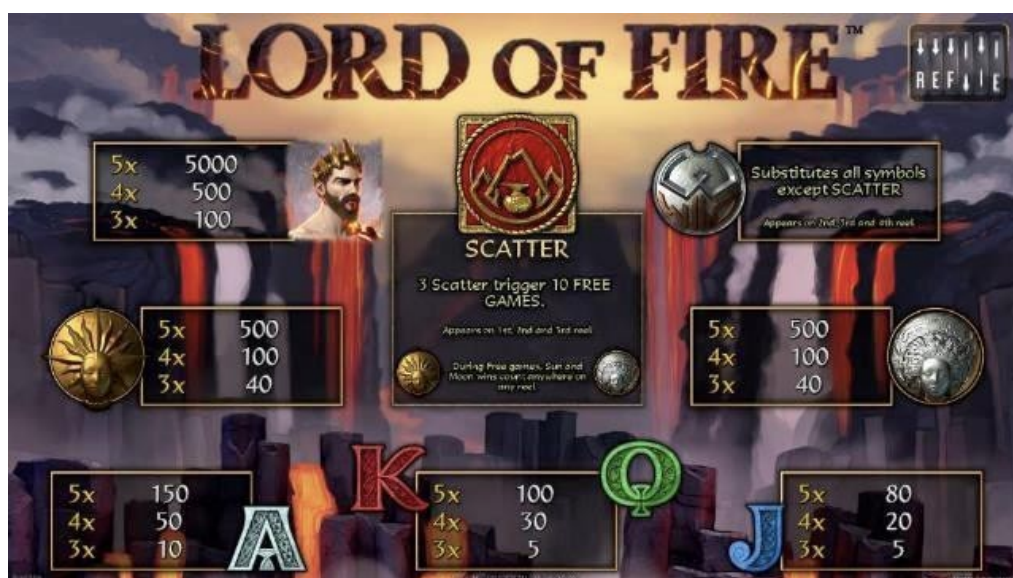 LORD OF FIRE™
5x 5000
4x 500
3x 100
SCATTER
3 Scatter trigger 10 FREE
GAMES.
Appears on 1st, 2nd and 3rd reel
During Free games, Sun and
Moon wins count anywhere on
any reel.
WILD
Substitutes all symbols
except SCATTER
Appears on 2nd, 3rd and 4th reel
5x 500
4x 100
3x 40
5x 500
4x 100
3x 40
5x 150
4x 50
3x 10
A
K
5x 100
4x 30
3x 5
Q
J
5x 80
4x 20
3x 5